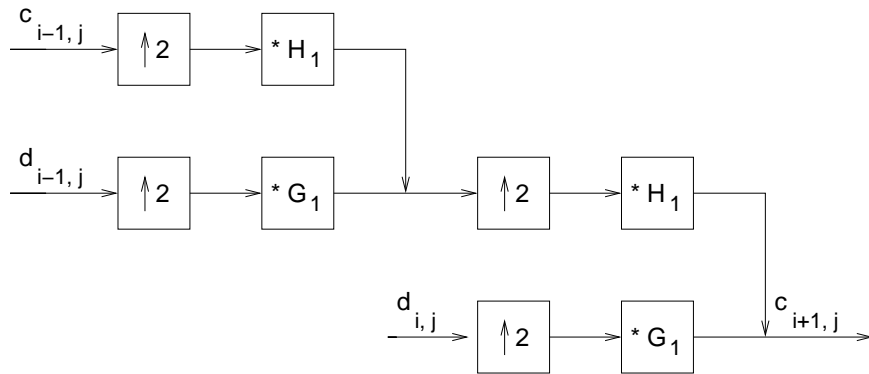 c i−1, j
↑2 * H 1
d i−1, j
↑2 * G 1 ↑2 * H 1
d i, j c i+1, j
↑2 * G 1